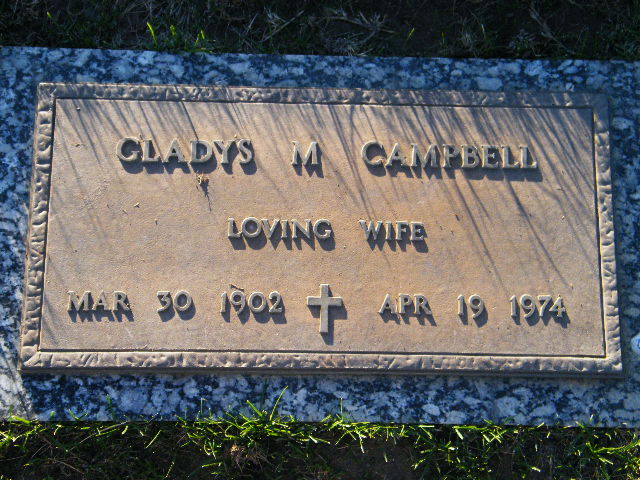 GLADYS M CAMPBELL
LOVING WIFE
MAR 30 1902 APR 19 1974